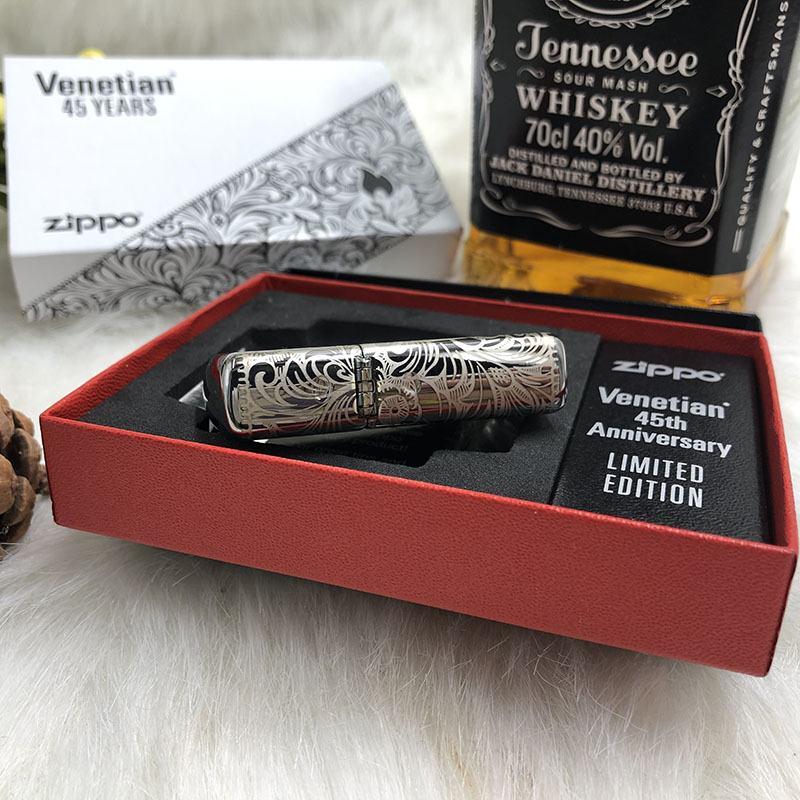 Venetian®
45 YEARS
zippo®
Tennessee
SOUR MASH
WHISKEY
70cl 40% Vol.
DISTILLED AND BOTTLED BY
JACK DANIEL DISTILLERY
LYNCHBURG, TENNESSEE 37352 U.S.A.
QUALITY & CRAFTSMANS
product!
zippo®
Venetian®
45th
Anniversary
LIMITED
EDITION